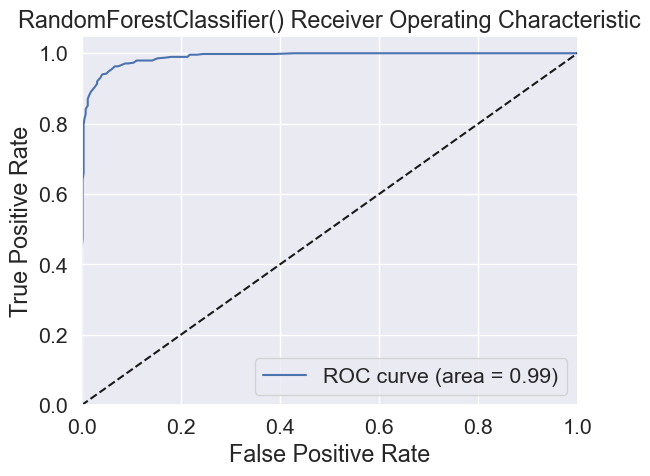 RandomForestClassifier() Receiver Operating Characteristic
True Positive Rate
1.0
0.8
0.6
0.4
0.2
0.0
ROC curve (area = 0.99)
0.0 0.2 0.4 0.6 0.8 1.0
False Positive Rate